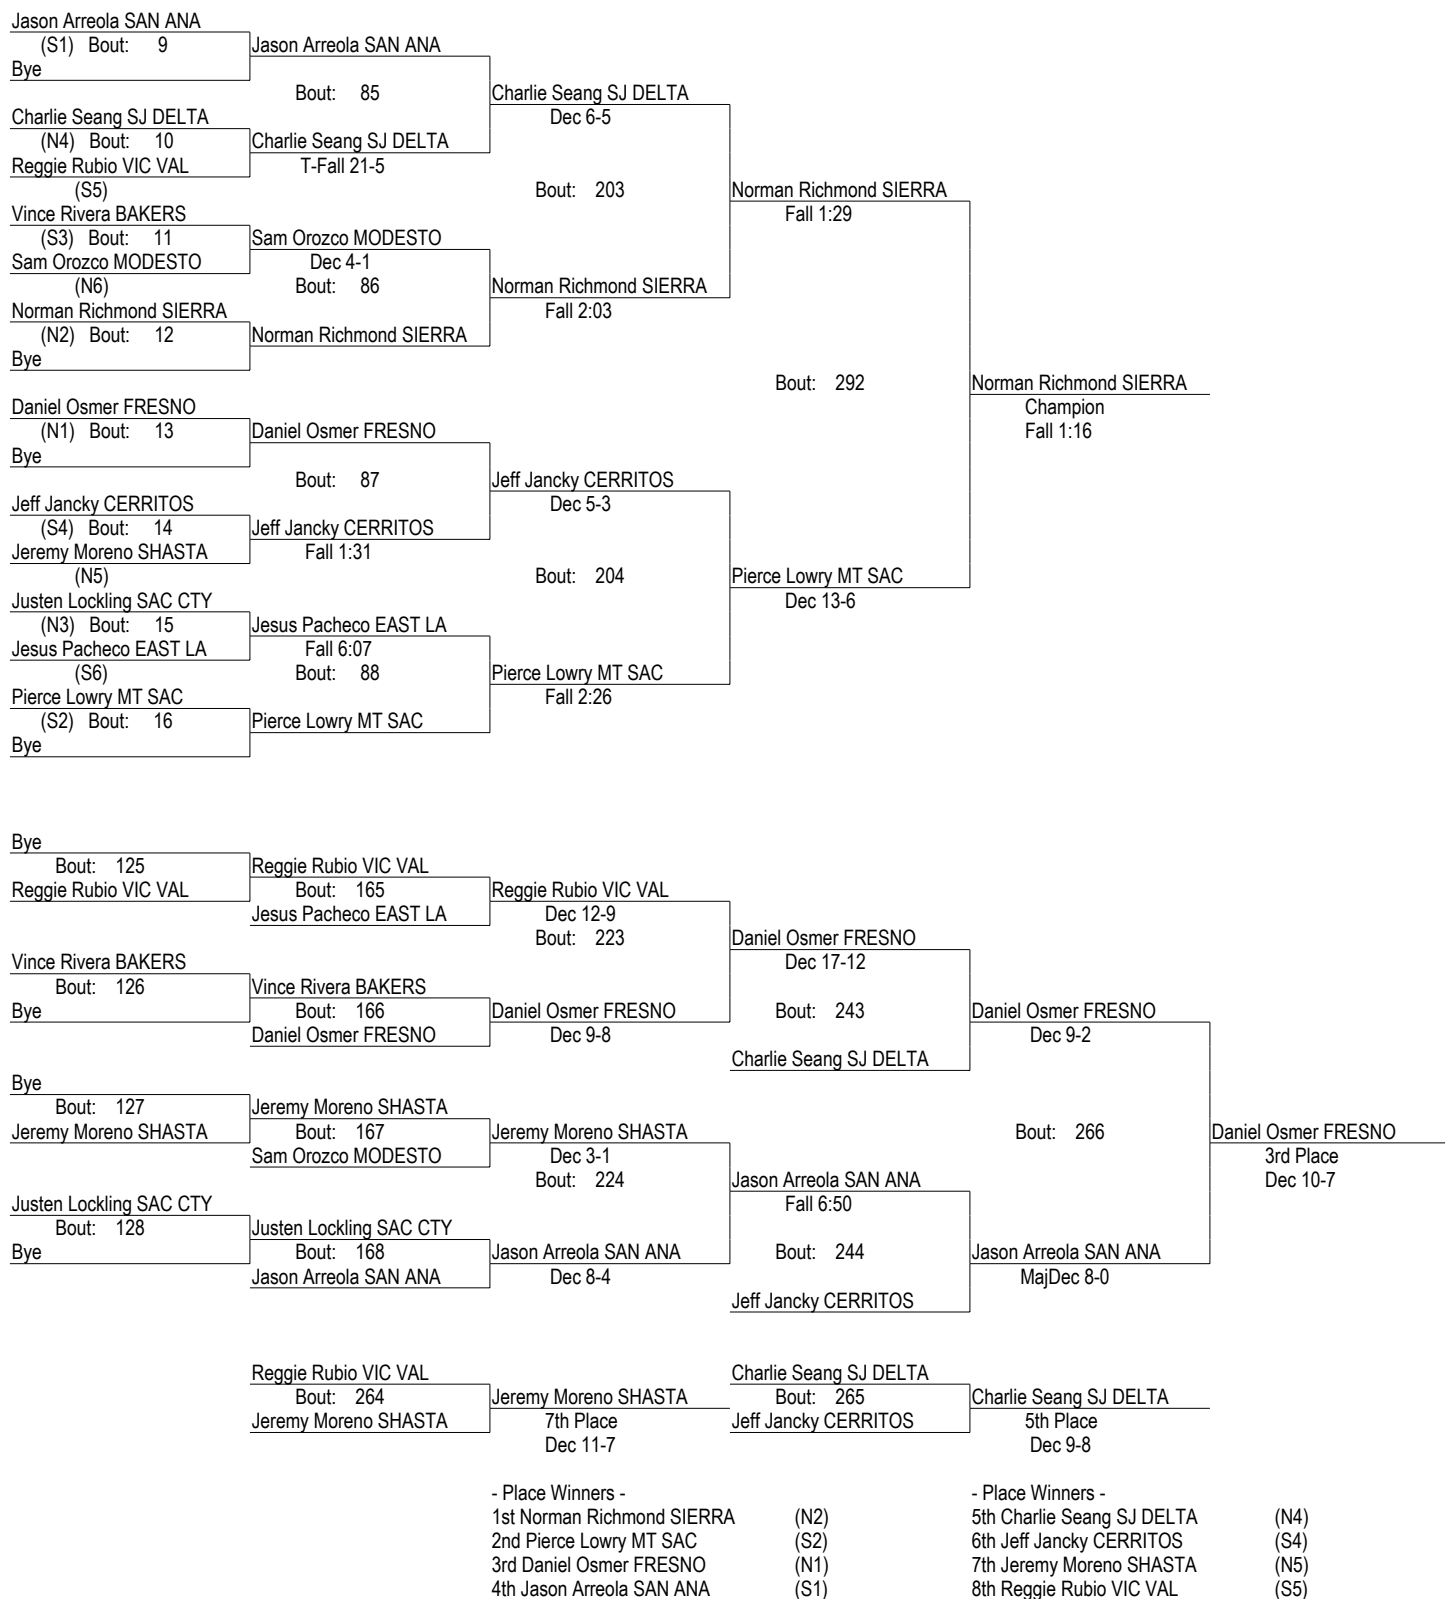 Jason Arreola SAN ANA
(S1) Bout: 9 Jason Arreola SAN ANA
Bye
Bout: 85 Charlie Seang SJ DELTA
Charlie Seang SJ DELTA Dec 6-5
(N4) Bout: 10 Charlie Seang SJ DELTA
Reggie Rubio VIC VAL T-Fall 21-5
(S5) Bout: 203 Norman Richmond SIERRA
Vince Rivera BAKERS Fall 1:29
(S3) Bout: 11 Sam Orozco MODESTO
Sam Orozco MODESTO Dec 4-1
(N6) Bout: 86 Norman Richmond SIERRA
Norman Richmond SIERRA Fall 2:03
(N2) Bout: 12 Norman Richmond SIERRA
Bye
Bout: 292 Norman Richmond SIERRA
Daniel Osmer FRESNO Champion
(N1) Bout: 13 Daniel Osmer FRESNO Fall 1:16
Bye
Bout: 87 Jeff Jancky CERRITOS
Jeff Jancky CERRITOS Dec 5-3
(S4) Bout: 14 Jeff Jancky CERRITOS
Jeremy Moreno SHASTA Fall 1:31
(N5) Bout: 204 Pierce Lowry MT SAC
Justen Lockling SAC CTY Dec 13-6
(N3) Bout: 15 Jesus Pacheco EAST LA
Jesus Pacheco EAST LA Fall 6:07
(S6) Bout: 88 Pierce Lowry MT SAC
Pierce Lowry MT SAC Fall 2:26
(S2) Bout: 16 Pierce Lowry MT SAC
Bye
Bye
Bout: 125 Reggie Rubio VIC VAL
Reggie Rubio VIC VAL Bout: 165 Reggie Rubio VIC VAL
Jesus Pacheco EAST LA Dec 12-9
Bout: 223 Daniel Osmer FRESNO
Vince Rivera BAKERS Dec 17-12
Bout: 126 Vince Rivera BAKERS
Bye Bout: 166 Daniel Osmer FRESNO Bout: 243 Daniel Osmer FRESNO
Daniel Osmer FRESNO Dec 9-8 Dec 9-2
Charlie Seang SJ DELTA
Bye
Bout: 127 Jeremy Moreno SHASTA
Jeremy Moreno SHASTA Bout: 167 Jeremy Moreno SHASTA Bout: 266 Daniel Osmer FRESNO
Sam Orozco MODESTO Dec 3-1 3rd Place
Bout: 224 Jason Arreola SAN ANA Dec 10-7
Justen Lockling SAC CTY Fall 6:50
Bout: 128 Justen Lockling SAC CTY
Bye Bout: 168 Jason Arreola SAN ANA Bout: 244 Jason Arreola SAN ANA
Jason Arreola SAN ANA Dec 8-4 MajDec 8-0
Jeff Jancky CERRITOS
Reggie Rubio VIC VAL Charlie Seang SJ DELTA
Bout: 264 Jeremy Moreno SHASTA Bout: 265 Charlie Seang SJ DELTA
Jeremy Moreno SHASTA 7th Place Jeff Jancky CERRITOS 5th Place
Dec 11-7 Dec 9-8
- Place Winners - - Place Winners -
1st Norman Richmond SIERRA (N2) 5th Charlie Seang SJ DELTA (N4)
2nd Pierce Lowry MT SAC (S2) 6th Jeff Jancky CERRITOS (S4)
3rd Daniel Osmer FRESNO (N1) 7th Jeremy Moreno SHASTA (N5)
4th Jason Arreola SAN ANA (S1) 8th Reggie Rubio VIC VAL (S5)